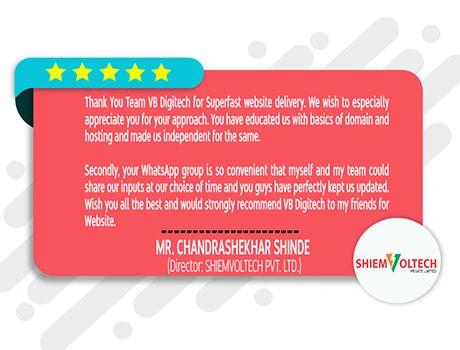 Thank You Team VB Digitech for Superfast website delivery. We wish to especially
appreciate you for your approach. You have educated us with basics of domain and
hosting and made us independent for the same.
Secondly, your WhatsApp group is so convenient that myself and my team could
share our inputs at our choice of time and you guys have perfectly kept us updated.
Wish you all the best and would strongly recommend VB Digitech to my friends for
Website.
MR. CHANDRASHEKHAR SHINDE
(Director: SHIEMVOLTECH PVT. LTD.)
SHIEMVOLTECH
PRIVATE LIMITED